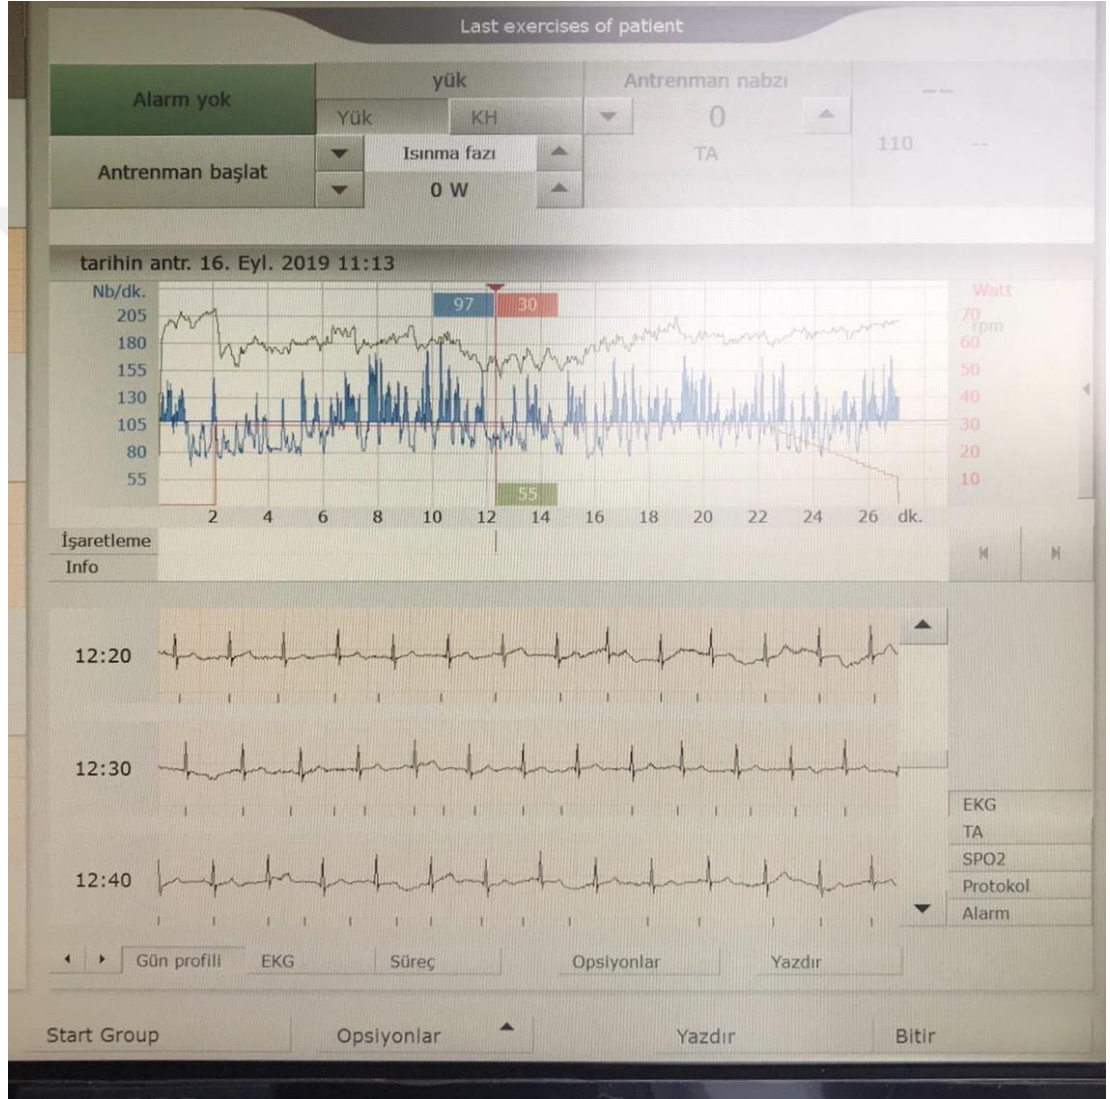 Last exercises of patient
Alarm yok
yük
Antrenman nabzı
--
Yük
KH
0
Isınma fazı
TA
110
--
Antrenman başlat
0 W
tarihin antr. 16. Eyl. 2019 11:13
Nb/dk.
97
30
Watt
205
70
rpm
180
60
155
50
130
40
105
30
80
20
55
10
55
2 4 6 8 10 12 14 16 18 20 22 24 26 dk.
İşaretleme
Info
12:20
12:30
12:40
EKG
TA
SPO2
Protokol
Alarm
Gün profili
EKG
Süreç
Opsiyonlar
Yazdır
Start Group
Opsiyonlar
Yazdır
Bitir